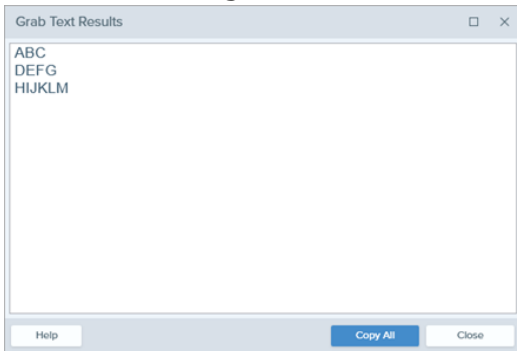 Grab Text Results
ABC
DEFG
HIJKLM
Help
Copy All
Close